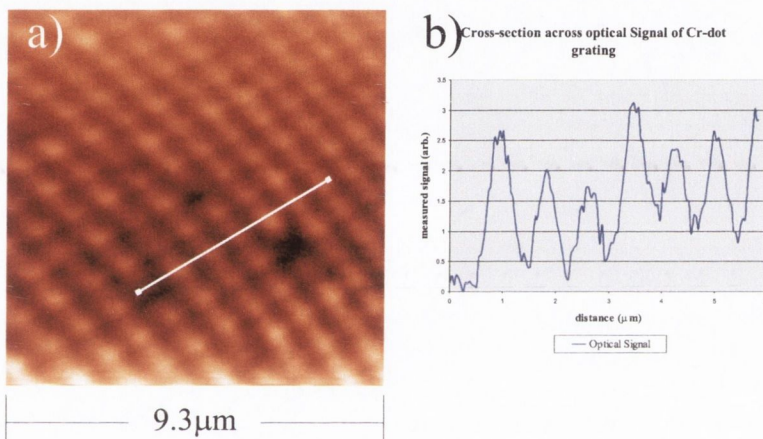 a)
9.3μm
b)
Cross-section across optical Signal of Cr-dot
grating
measured signal (arb.)
3.5
3
2.5
2
1.5
1
0.5
0
0 1 2 3 4 5
distance (μm)
Optical Signal